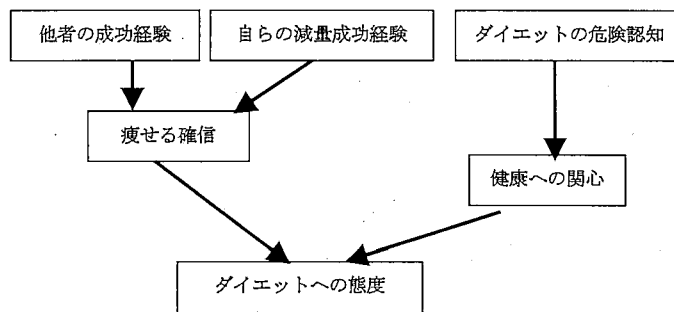 他者の成功経験
自らの減量成功経験
ダイエットの危険認知
痩せる確信
健康への関心
ダイエットへの態度